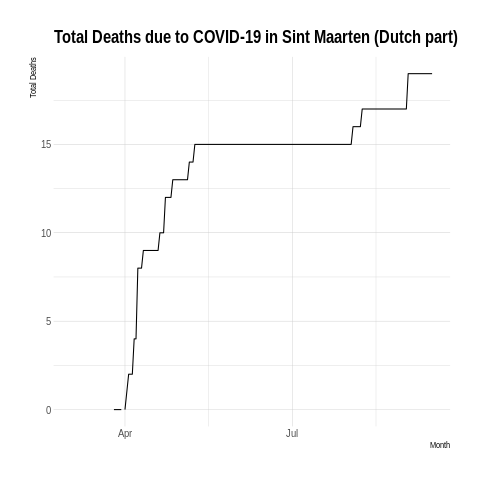 Total Deaths due to COVID-19 in Sint Maarten (Dutch part)
Total Deaths
15
10
5
0
Apr
Jul
Month